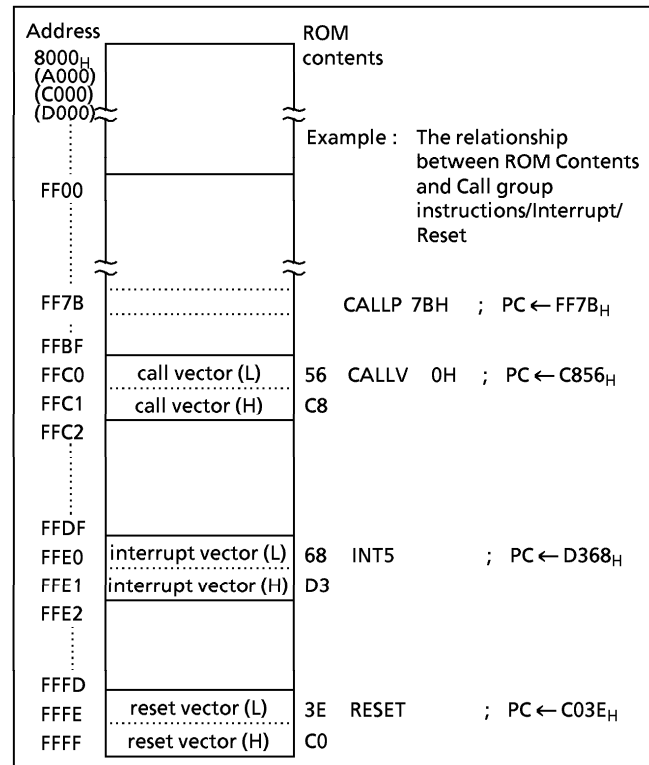 Address ROM
8000H contents
(A000)
(C000)
(D000)
Example : The relationship
between ROM Contents
FF00 and Call group
instructions/Interrupt/
Reset
FF7B CALLP 7BH ; PC ← FF7BH
FFBF
FFC0 call vector (L) 56 CALLV 0H ; PC ← C856H
FFC1 call vector (H) C8
FFC2
FFDF
FFE0 interrupt vector (L) 68 INT5 ; PC ← D368H
FFE1 interrupt vector (H) D3
FFE2
FFFD
FFFE reset vector (L) 3E RESET ; PC ← C03EH
FFFF reset vector (H) C0